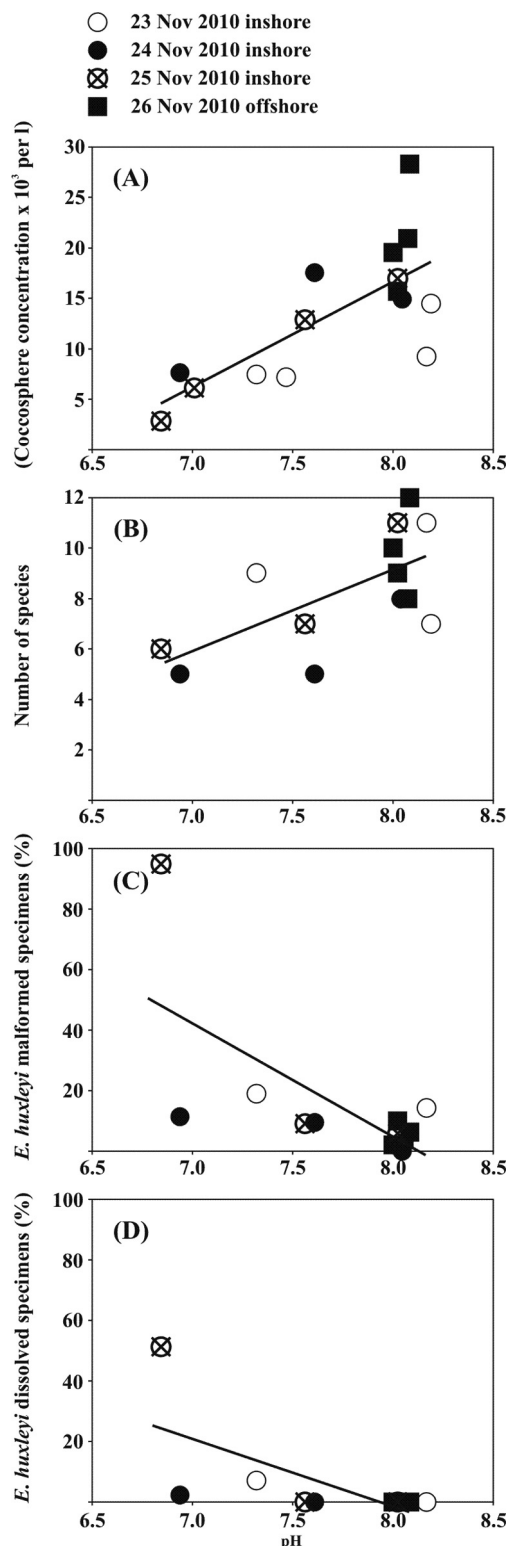 23 Nov 2010 inshore
24 Nov 2010 inshore
25 Nov 2010 inshore
26 Nov 2010 offshore
(Coccosphere concentration x 10³ per l)
(A)
30
25
20
15
10
5
6.5 7.0 7.5 8.0 8.5
Number of species
(B)
12
10
8
6
4
2
6.5 7.0 7.5 8.0 8.5
E. huxleyi malformed specimens (%)
(C)
100
80
60
40
20
6.5 7.0 7.5 8.0 8.5
E. huxleyi dissolved specimens (%)
(D)
100
80
60
40
20
6.5 7.0 7.5 8.0 8.5
pH